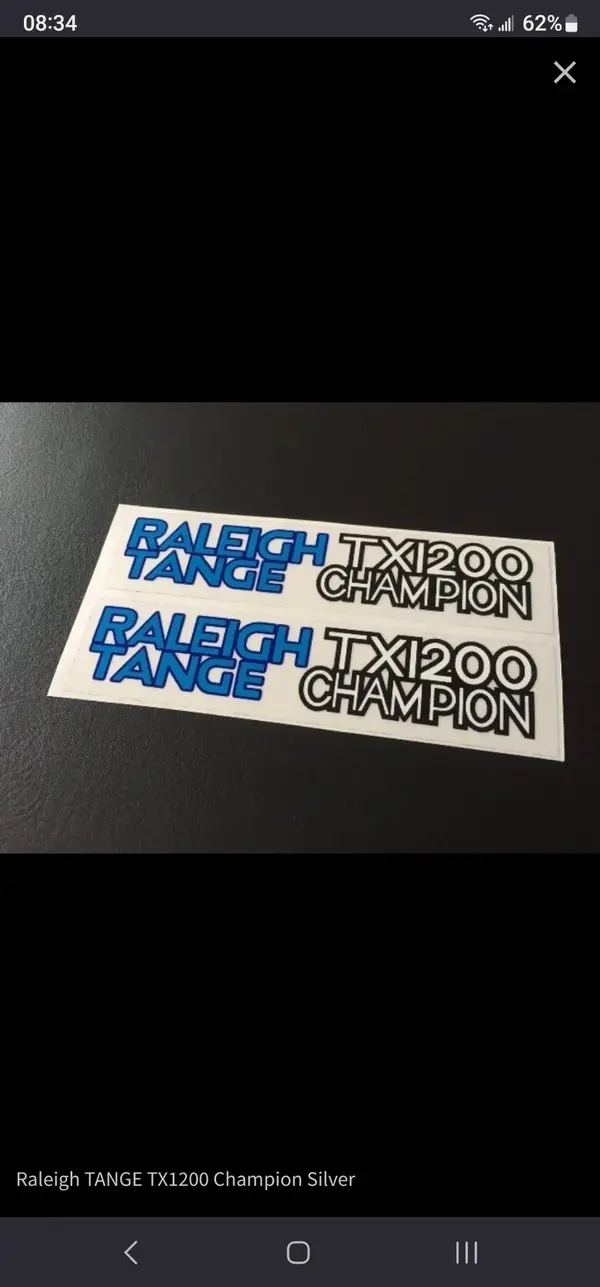 08:34
62%
RALEIGH TX1200
TANGE CHAMPION
RALEIGH TX1200
TANGE CHAMPION
Raleigh TANGE TX1200 Champion Silver